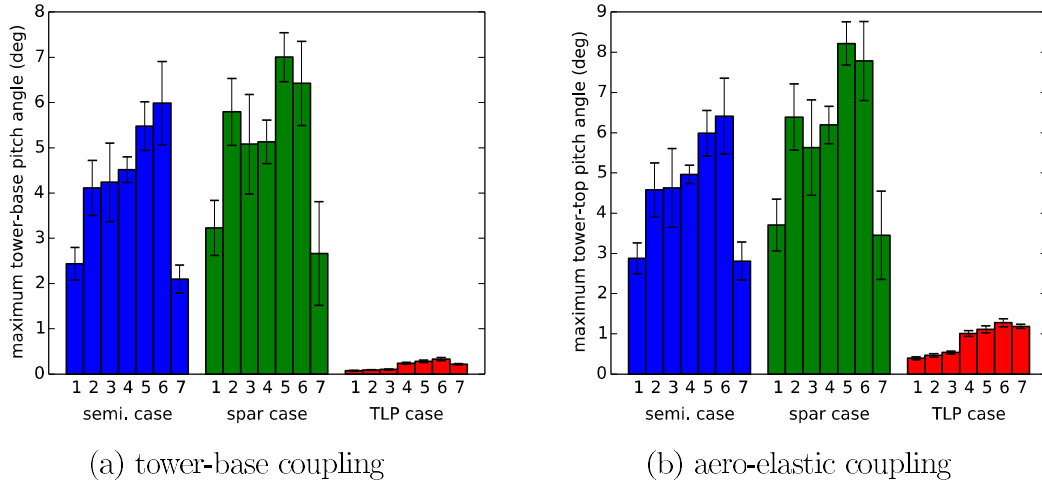 maximum tower-base pitch angle (deg)
8
7
6
5
4
3
2
1
0
1 2 3 4 5 6 7 1 2 3 4 5 6 7 1 2 3 4 5 6 7
semi. case spar case TLP case
(a) tower-base coupling
maximum tower-top pitch angle (deg)
9
8
7
6
5
4
3
2
1
0
1 2 3 4 5 6 7 1 2 3 4 5 6 7 1 2 3 4 5 6 7
semi. case spar case TLP case
(b) aero-elastic coupling